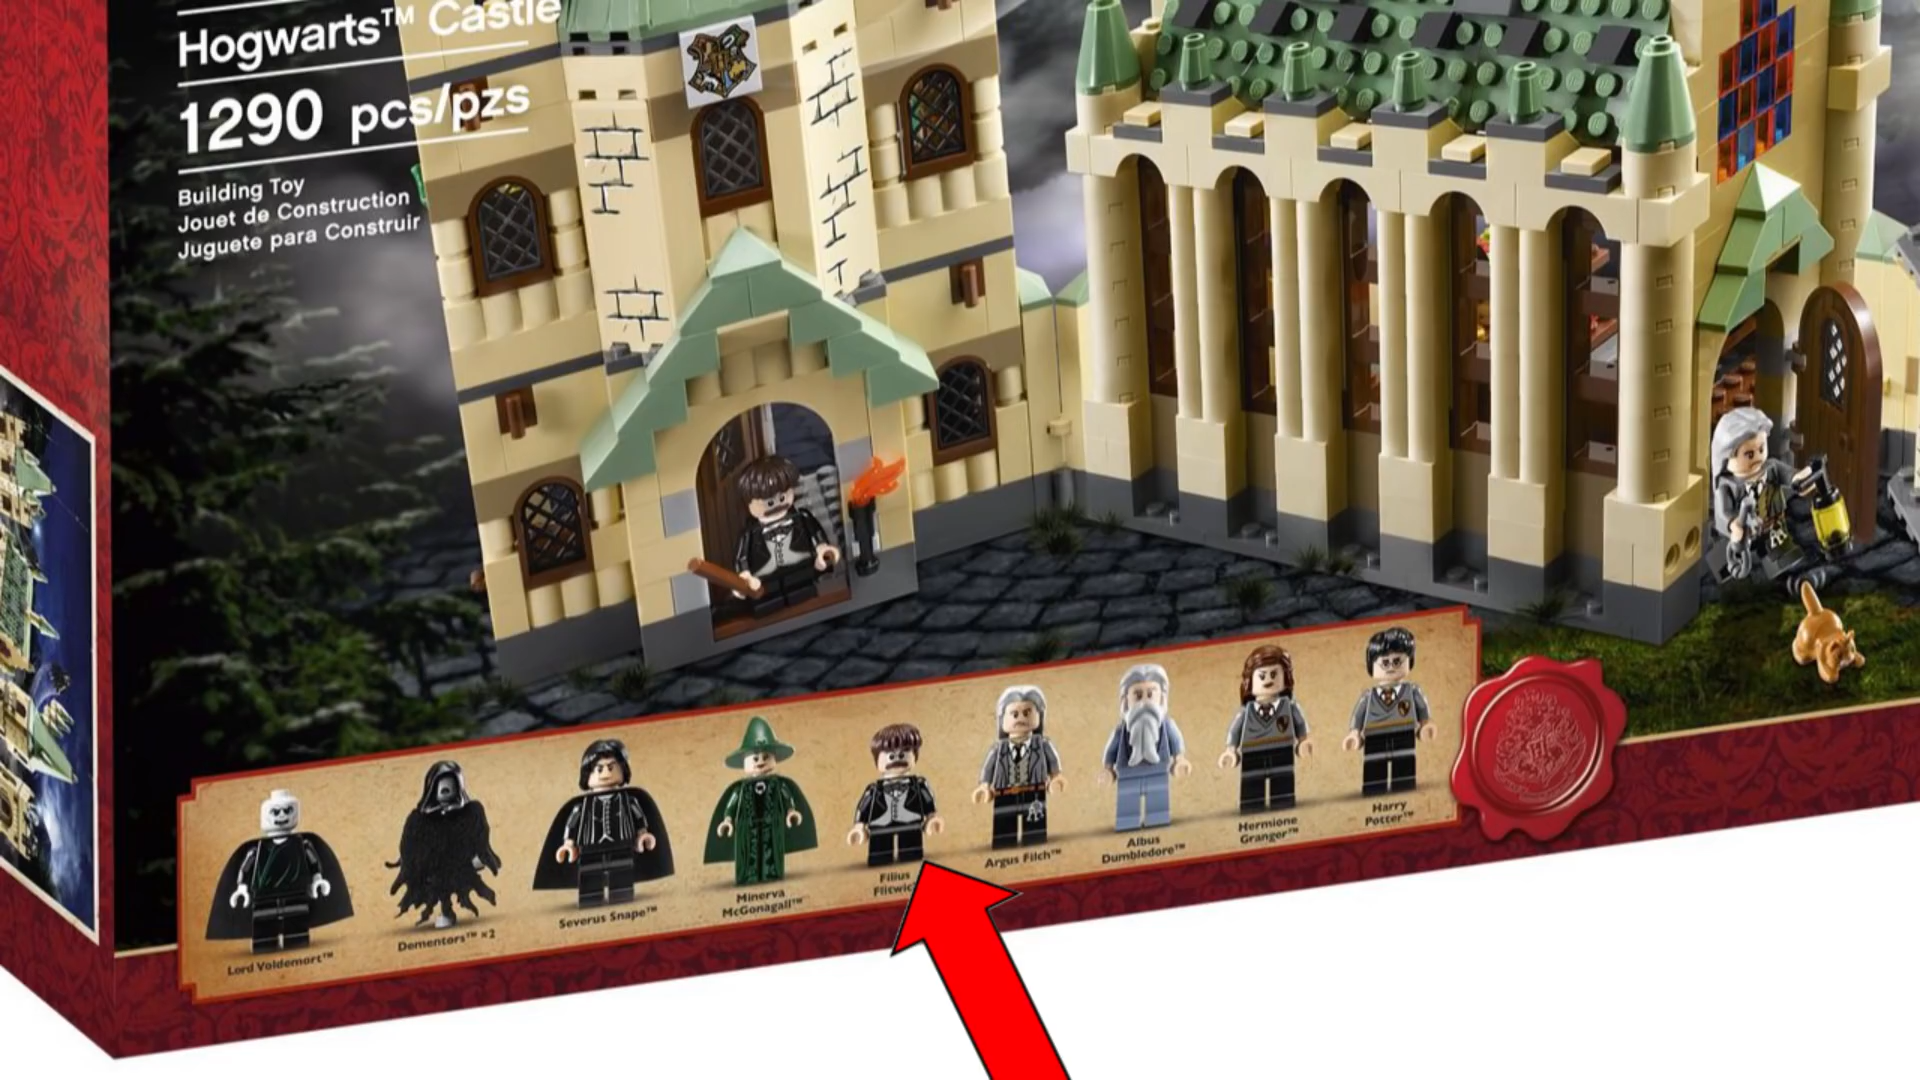 Hogwarts™ Castle
1290 pcs/pzs
Building Toy
Jouet de Construction
Juguete para Construir
Lord Voldemort™
Dementors™ ×2
Severus Snape™
Minerva
McGonagall™
Filius
Flitwic
Argus Filch™
Albus
Dumbledore™
Hermione
Granger™
Harry
Potter™